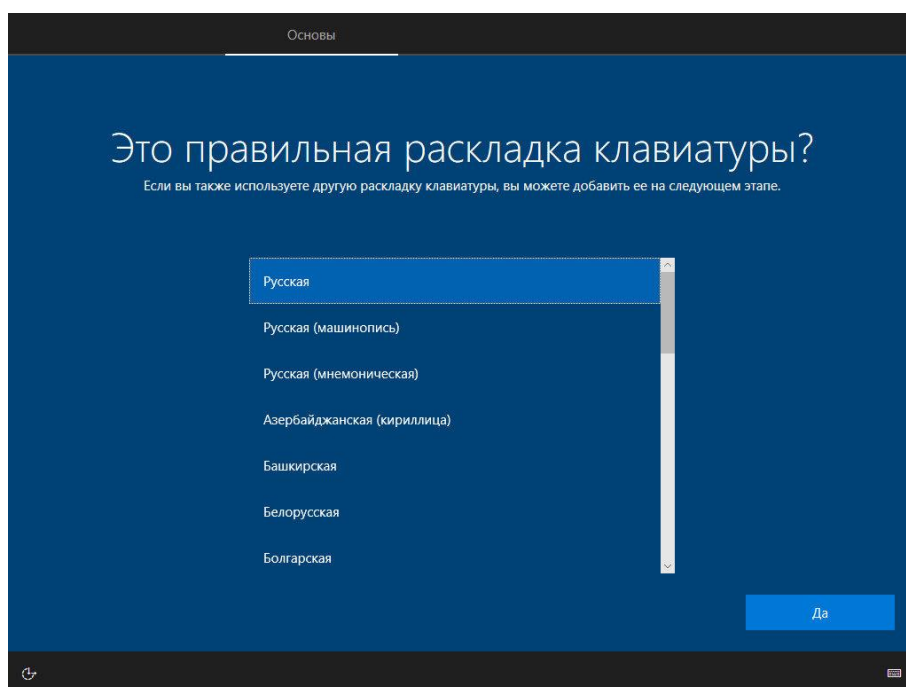 Основы
Это правильная раскладка клавиатуры?
Если вы также используете другую раскладку клавиатуры, вы можете добавить ее на следующем этапе.
Русская
Русская (машинопись)
Русская (мнемоническая)
Азербайджанская (кириллица)
Башкирская
Белорусская
Болгарская
Да